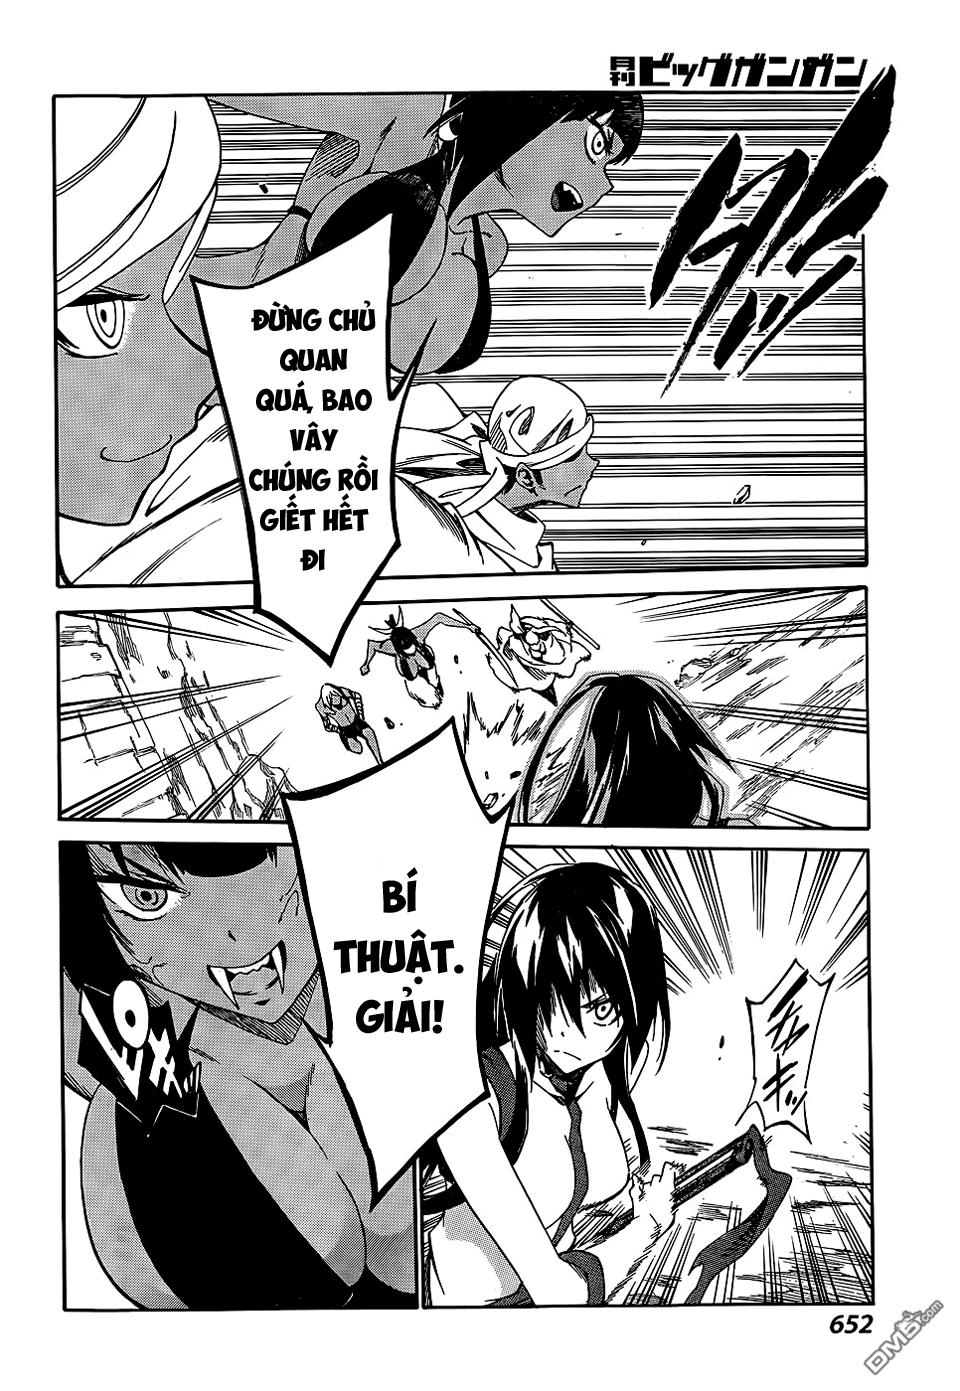 月刊ビッグガンガン
ĐỪNG CHỦ
QUAN
QUÁ, BAO
VÂY
CHÚNG RỒI
GIẾT HẾT
ĐI
BÍ
THUẬT.
GIẢI!
652